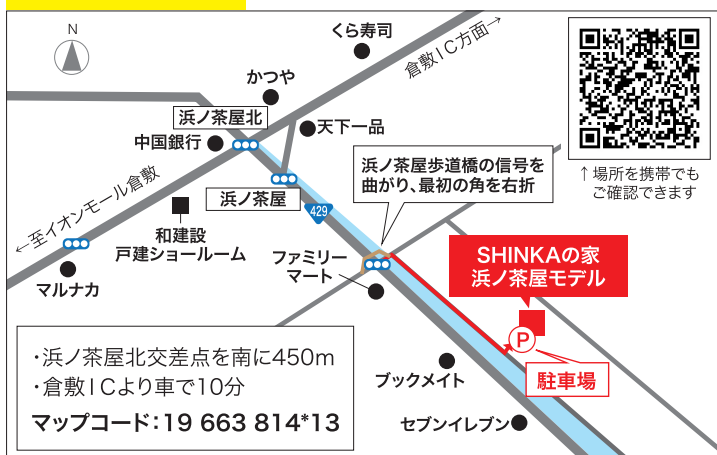 N
くら寿司
倉敷IC方面→
かつや
浜ノ茶屋北
天下一品
中国銀行
浜ノ茶屋歩道橋の信号を
曲がり、最初の角を右折
↑場所を携帯でも
ご確認できます
←至イオンモール倉敷
浜ノ茶屋
429
和建設
戸建ショールーム
ファミリー
マート
SHINKAの家
浜ノ茶屋モデル
マルナカ
P
駐車場
ブックメイト
セブンイレブン
・浜ノ茶屋北交差点を南に450m
・倉敷ICより車で10分
マップコード：19 663 814*13